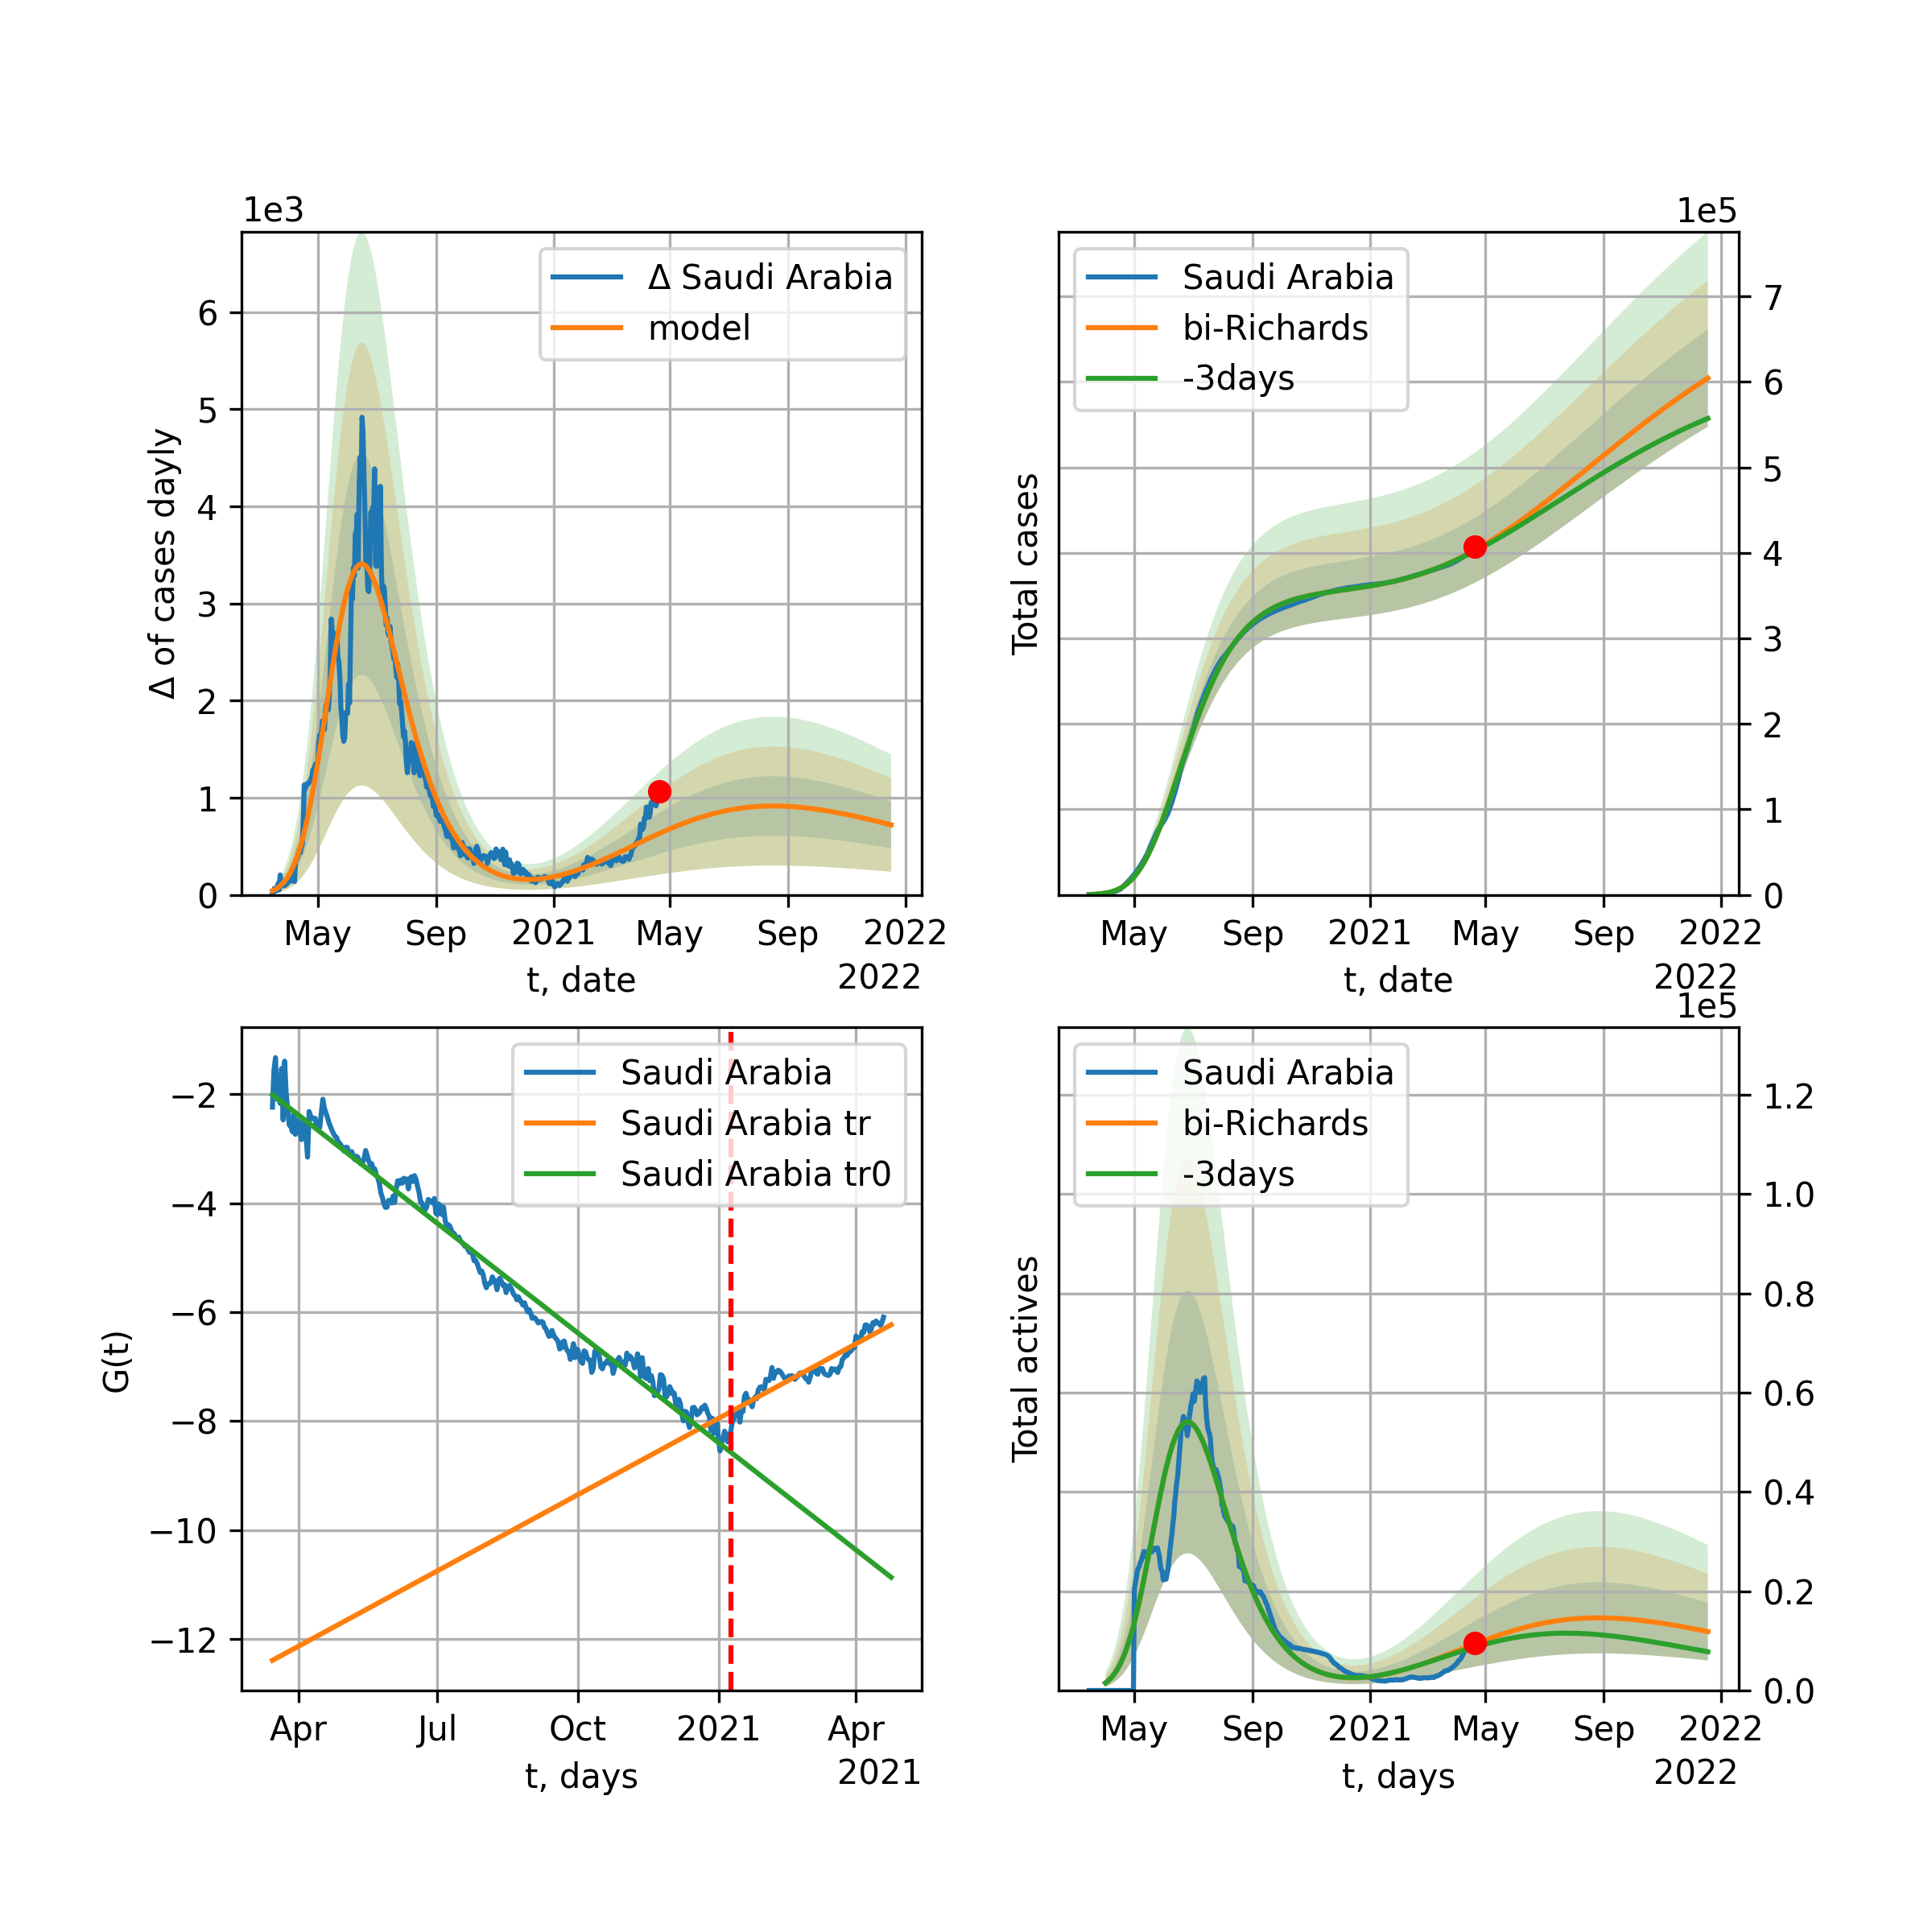 1e3
Δ of cases dayly
6
5
4
3
2
1
0
Δ Saudi Arabia
model
May Sep 2021 May Sep 2022
t, date 2022
1e5
Total cases
Saudi Arabia
bi-Richards
-3days
7
6
5
4
3
2
1
0
May Sep 2021 May Sep 2022
t, date 2022
G(t)
−2
−4
−6
−8
−10
−12
Saudi Arabia
Saudi Arabia tr
Saudi Arabia tr0
Apr Jul Oct 2021 Apr
t, days 2021
1e5
Total actives
Saudi Arabia
bi-Richards
-3days
1.2
1.0
0.8
0.6
0.4
0.2
0.0
May Sep 2021 May Sep 2022
t, days 2022